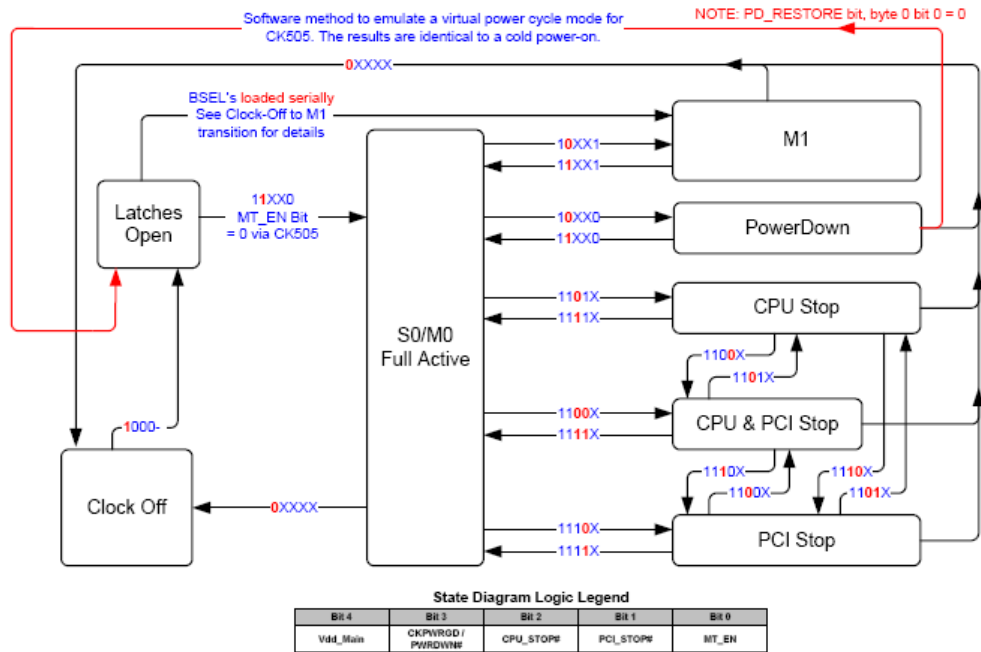 Software method to emulate a virtual power cycle mode for
CK505. The results are identical to a cold power-on.
NOTE: PD_RESTORE bit, byte 0 bit 0 = 0
0XXXX
BSEL's loaded serially
See Clock-Off to M1
transition for details
M1
10XX1
11XX1
Latches
Open
11XX0
MT_EN Bit
= 0 via CK505
10XX0
11XX0
PowerDown
S0/M0
Full Active
1101X
1111X
CPU Stop
1100X
1101X
1100X
1111X
CPU & PCI Stop
1000-
1110X
1100X
1110X
1101X
Clock Off
0XXXX
1110X
1111X
PCI Stop
State Diagram Logic Legend
Bit 4 Bit 3 Bit 2 Bit 1 Bit 0
Vdd_Main CKPWRGD / PWRDWN# CPU_STOP# PCI_STOP# MT_EN